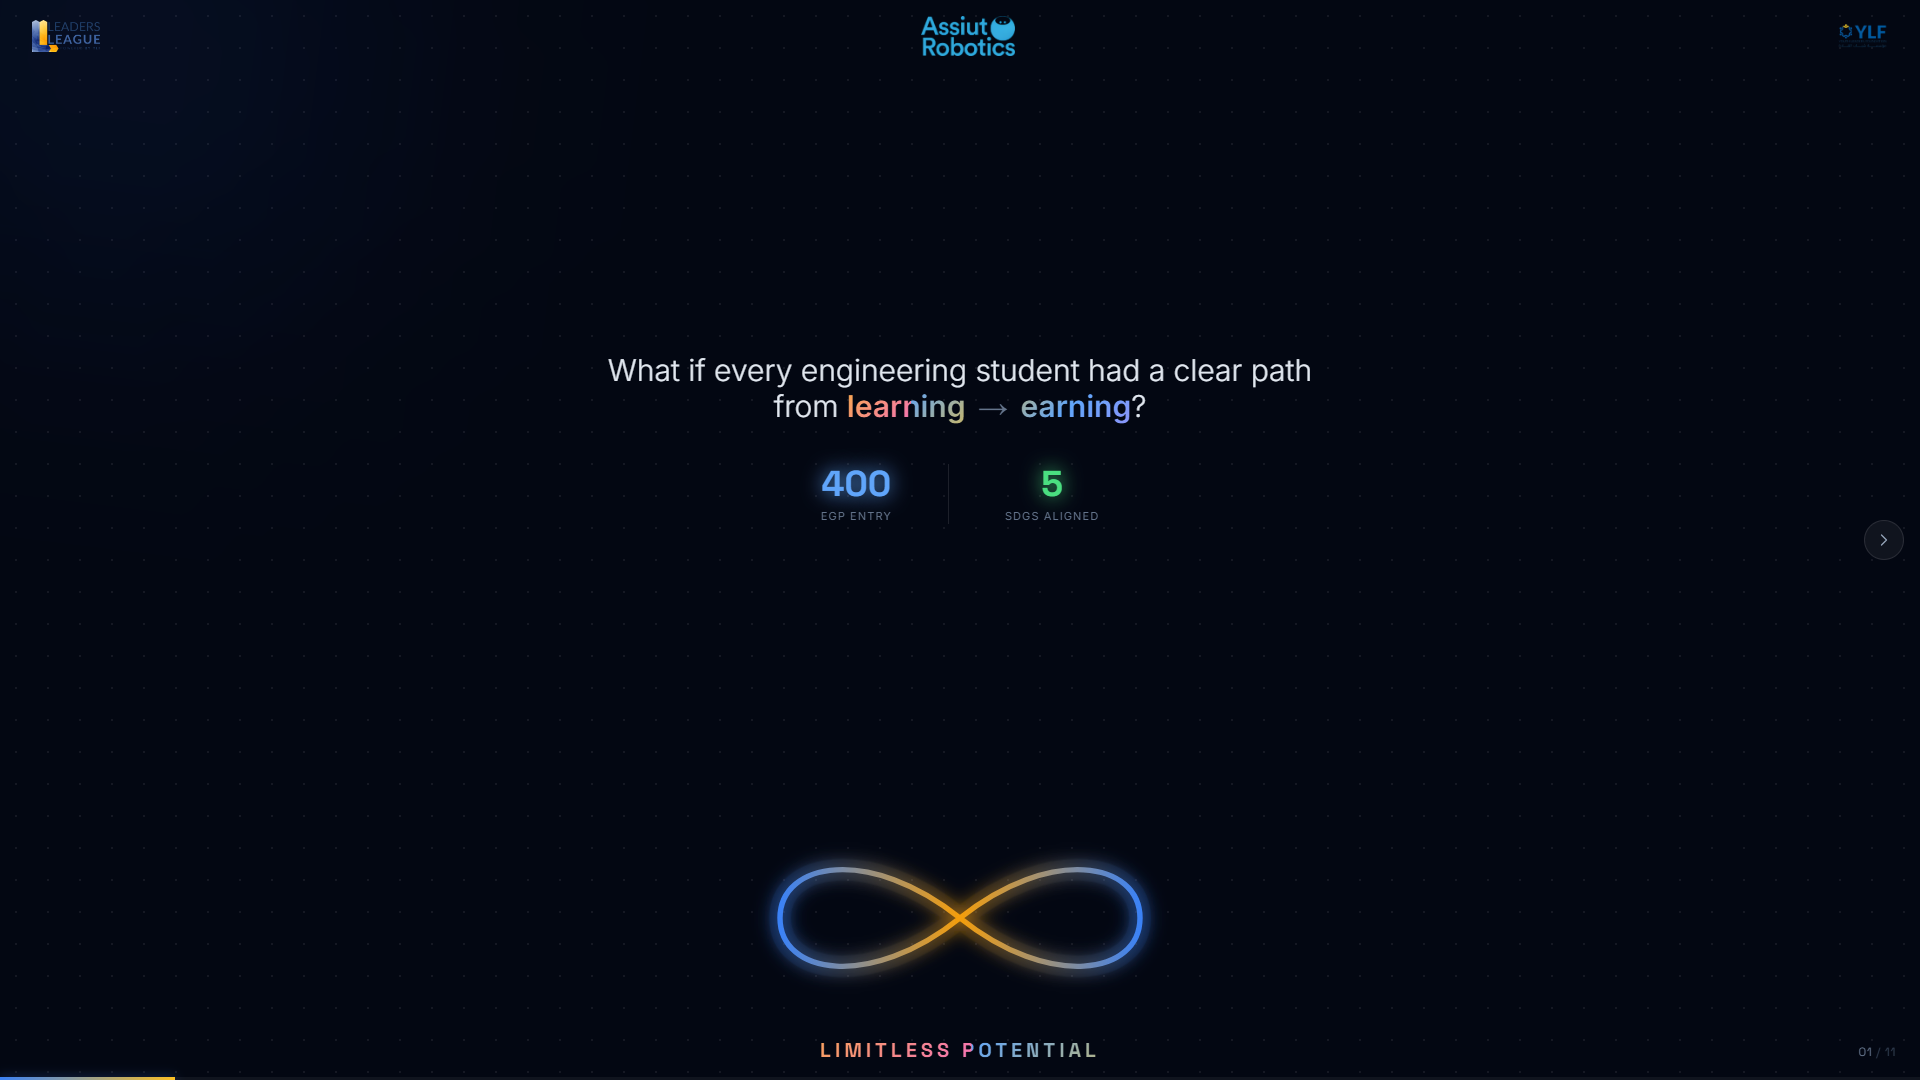 LEADERS
LEAGUE
Assiut
Robotics
YLF
What if every engineering student had a clear path
from learning → earning?
400
EGP ENTRY
5
SDGS ALIGNED
LIMITLESS POTENTIAL
01 / 11